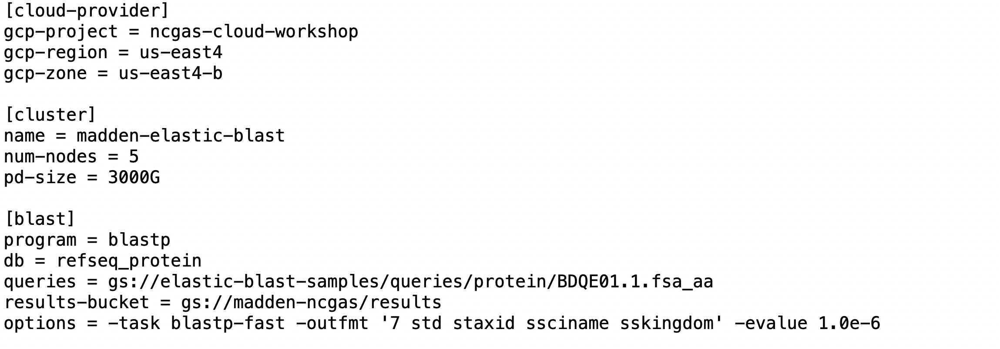 [cloud-provider]
gcp-project = ncgas-cloud-workshop
gcp-region = us-east4
gcp-zone = us-east4-b
[cluster]
name = madden-elastic-blast
num-nodes = 5
pd-size = 3000G
[blast]
program = blastp
db = refseq_protein
queries = gs://elastic-blast-samples/queries/protein/BDQE01.1.fsa_aa
results-bucket = gs://madden-ncgas/results
options = -task blastp-fast -outfmt '7 std staxid ssciname sskingdom' -evalue 1.0e-6